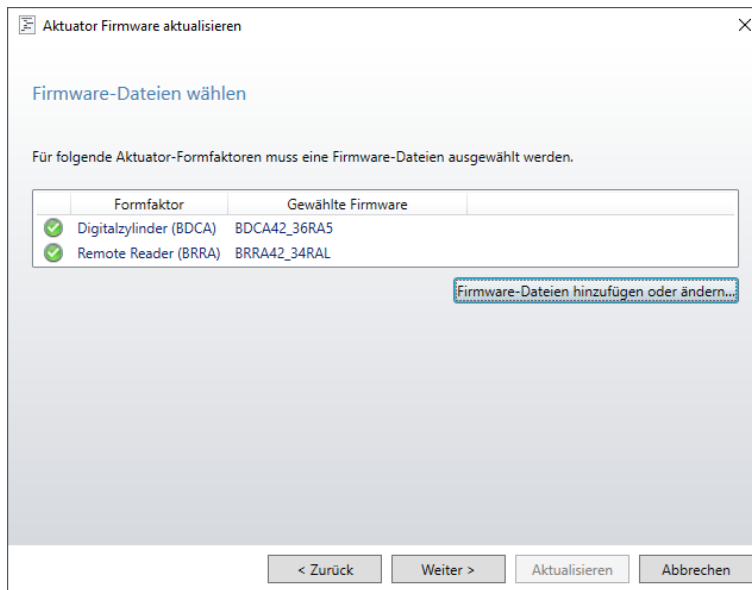 Aktuator Firmware aktualisieren
Firmware-Dateien wählen
Für folgende Aktuator-Formfaktoren muss eine Firmware-Dateien ausgewählt werden.
Formfaktor Gewählte Firmware
Digitalzylinder (BDCA) BDCA42_36RA5
Remote Reader (BRRA) BRRA42_34RAL
Firmware-Dateien hinzufügen oder ändern...
< Zurück Weiter > Aktualisieren Abbrechen